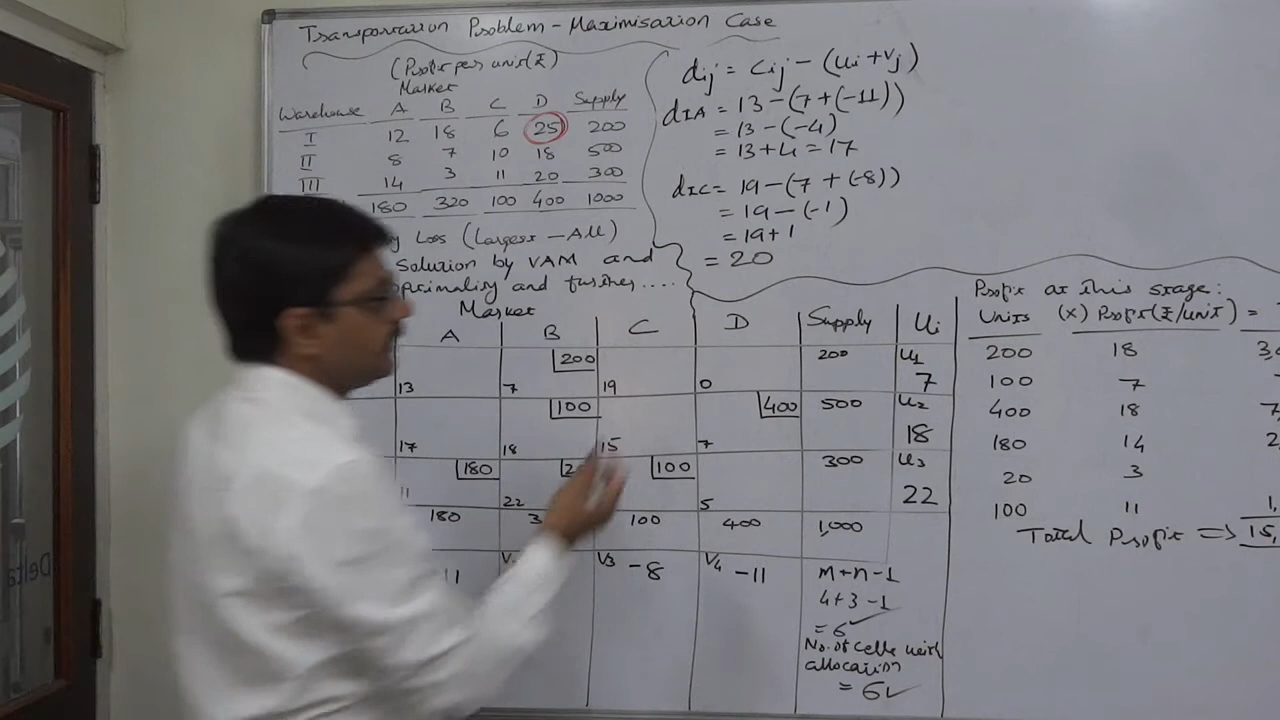 Transportation Problem - Maximisation Case
(Profit per unit (₹)
Market
Warehouse A B C D Supply
I 12 18 6 25 200
II 8 7 10 18 500
III 14 3 11 20 300
180 320 100 400 1000
Loss (Largest - All)
Solution by VAM and
optimality and further....
dij = Cij - (ui + vj)
dIA = 13 - (7 + (-11))
= 13 - (-4)
= 13 + 4 = 17
dIC = 19 - (7 + (-8))
= 19 - (-1)
= 19 + 1
= 20
Market
A B C D Supply Ui
200 200 u1
13 7 19 0 7
100 400 500 u2
17 18 15 7 18
180 100 300 u3
11 22 5 22
180 3 100 400 1,000
11 V3 -8 V4 -11
m+n-1
4+3-1
= 6 ✓
No. of cells with
allocation
= 6 ✓
Profit at this stage:
Units (x) Profit (₹/unit) =
200 18
100 7
400 18
180 14
20 3
100 11
Total Profit => 15,
Delta